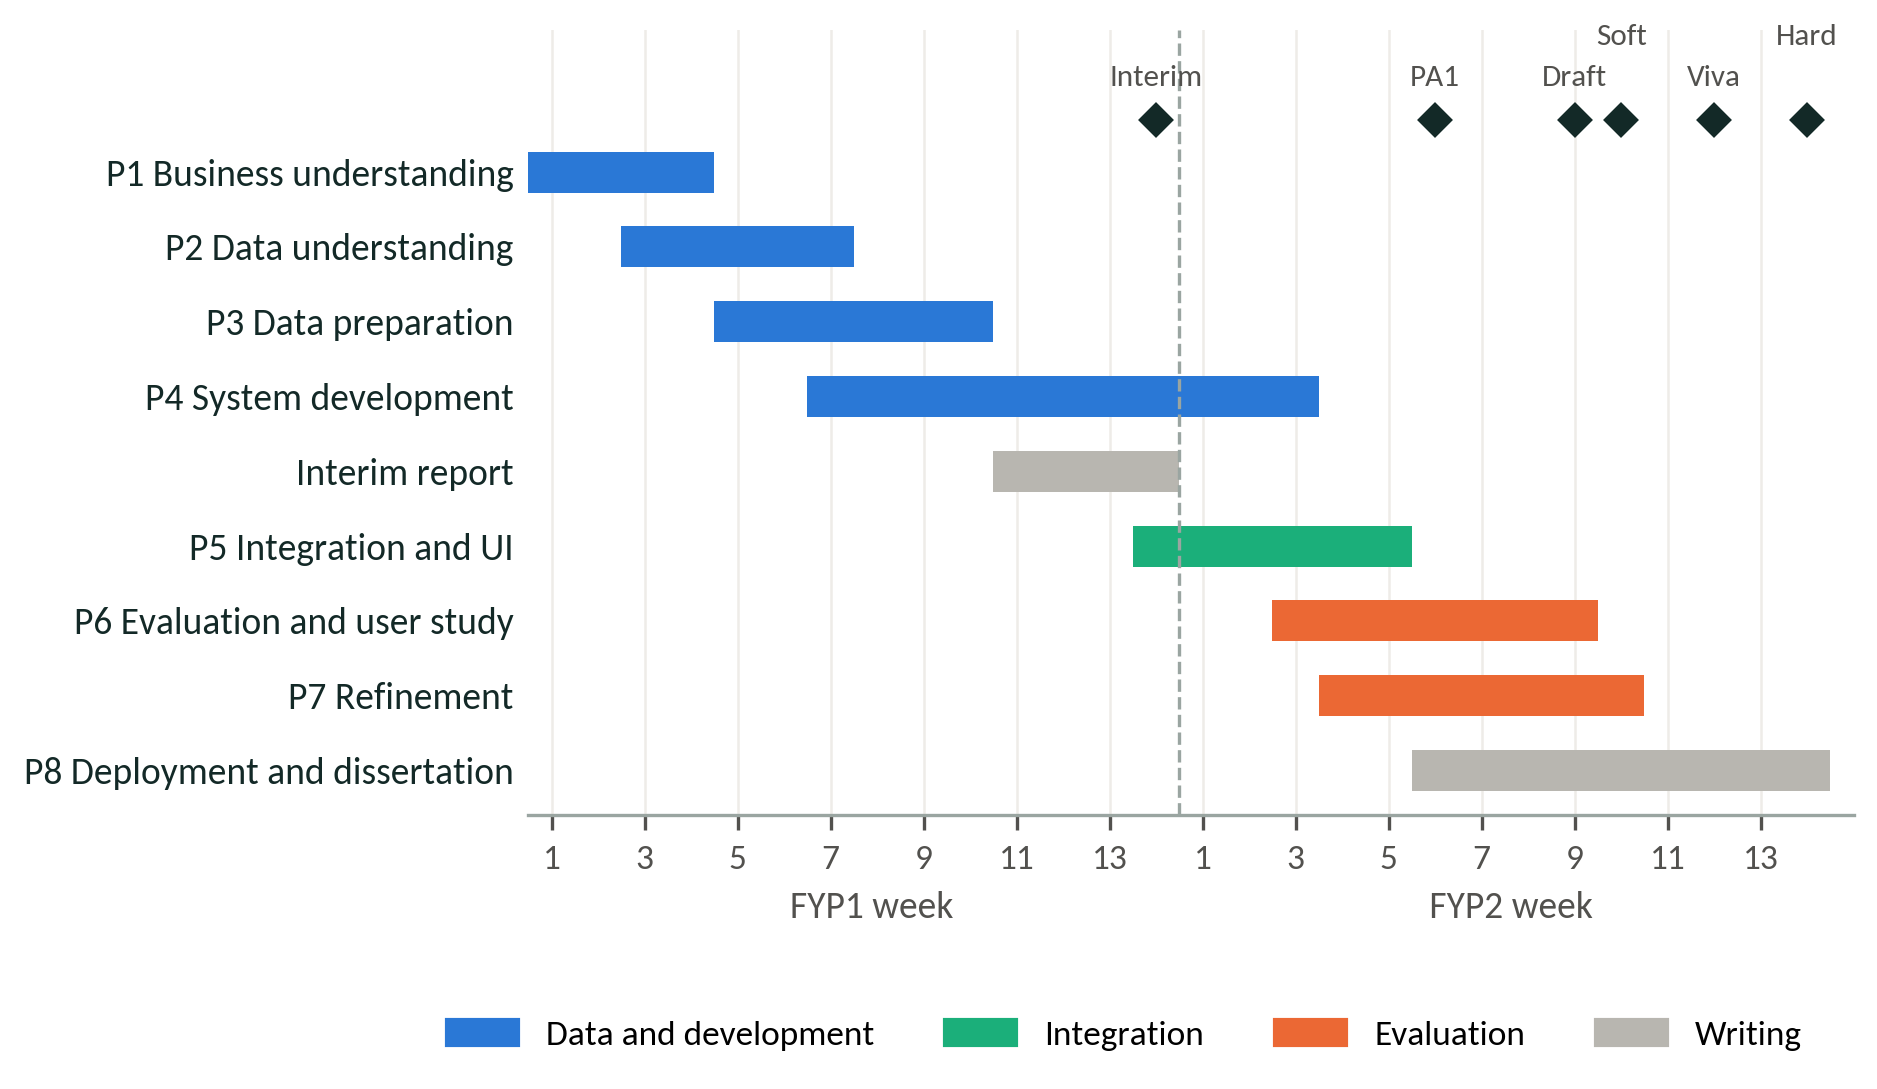 Soft Hard
Interim PA1 Draft Viva
P1 Business understanding
P2 Data understanding
P3 Data preparation
P4 System development
Interim report
P5 Integration and UI
P6 Evaluation and user study
P7 Refinement
P8 Deployment and dissertation
1 3 5 7 9 11 13 1 3 5 7 9 11 13
FYP1 week FYP2 week
Data and development Integration Evaluation Writing